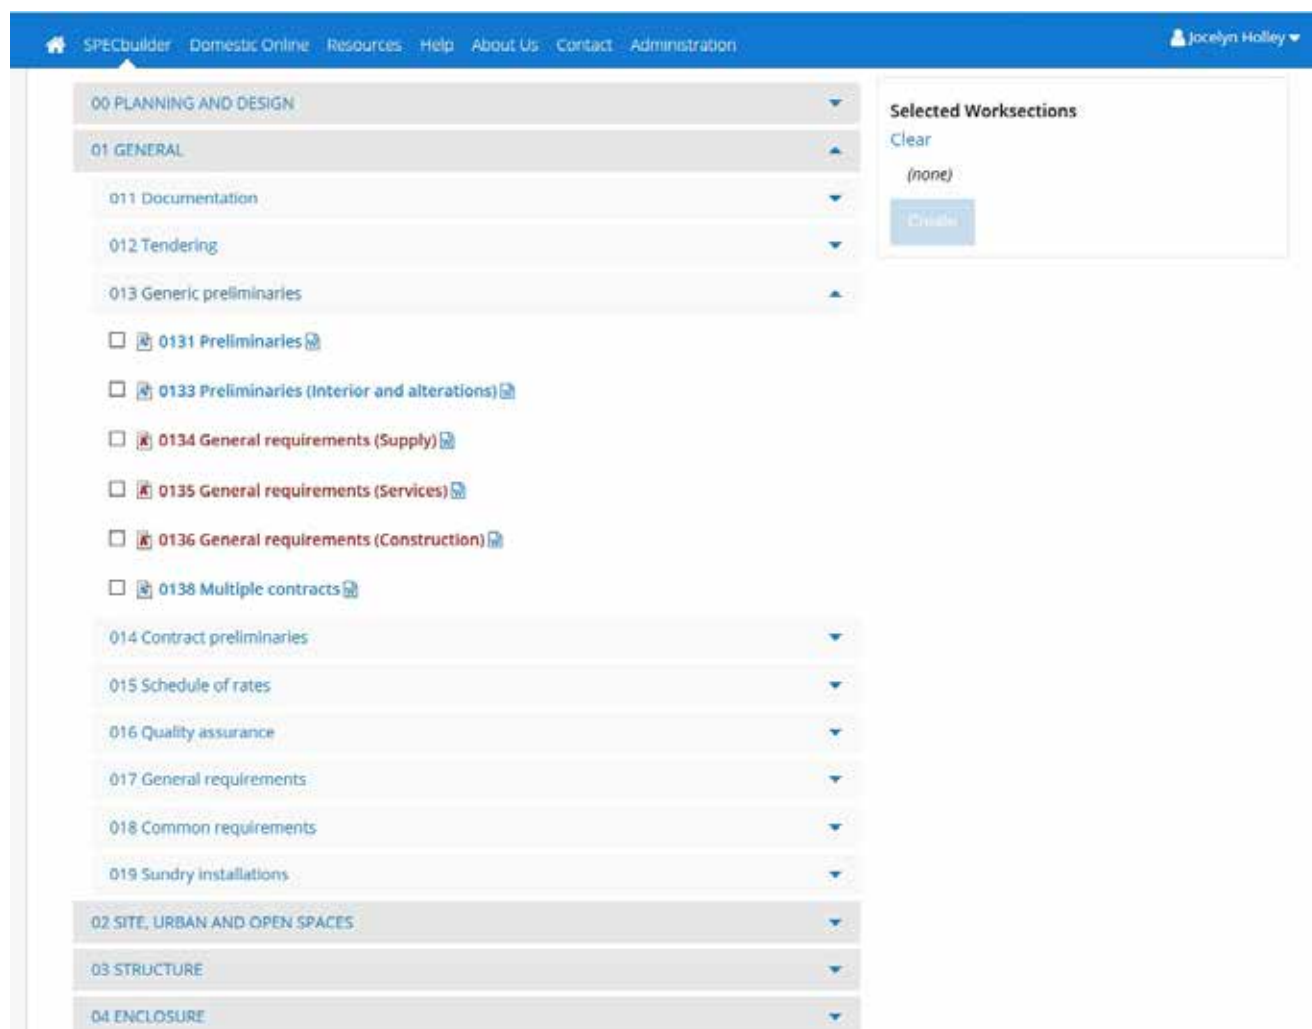 SPECbuilder Domestic Online Resources Help About Us Contact Administration
Jocelyn Holley
00 PLANNING AND DESIGN
01 GENERAL
011 Documentation
012 Tendering
013 Generic preliminaries
0131 Preliminaries
0133 Preliminaries (Interior and alterations)
0134 General requirements (Supply)
0135 General requirements (Services)
0136 General requirements (Construction)
0138 Multiple contracts
014 Contract preliminaries
015 Schedule of rates
016 Quality assurance
017 General requirements
018 Common requirements
019 Sundry installations
02 SITE, URBAN AND OPEN SPACES
03 STRUCTURE
04 ENCLOSURE
Selected Worksections
Clear
(none)
Create